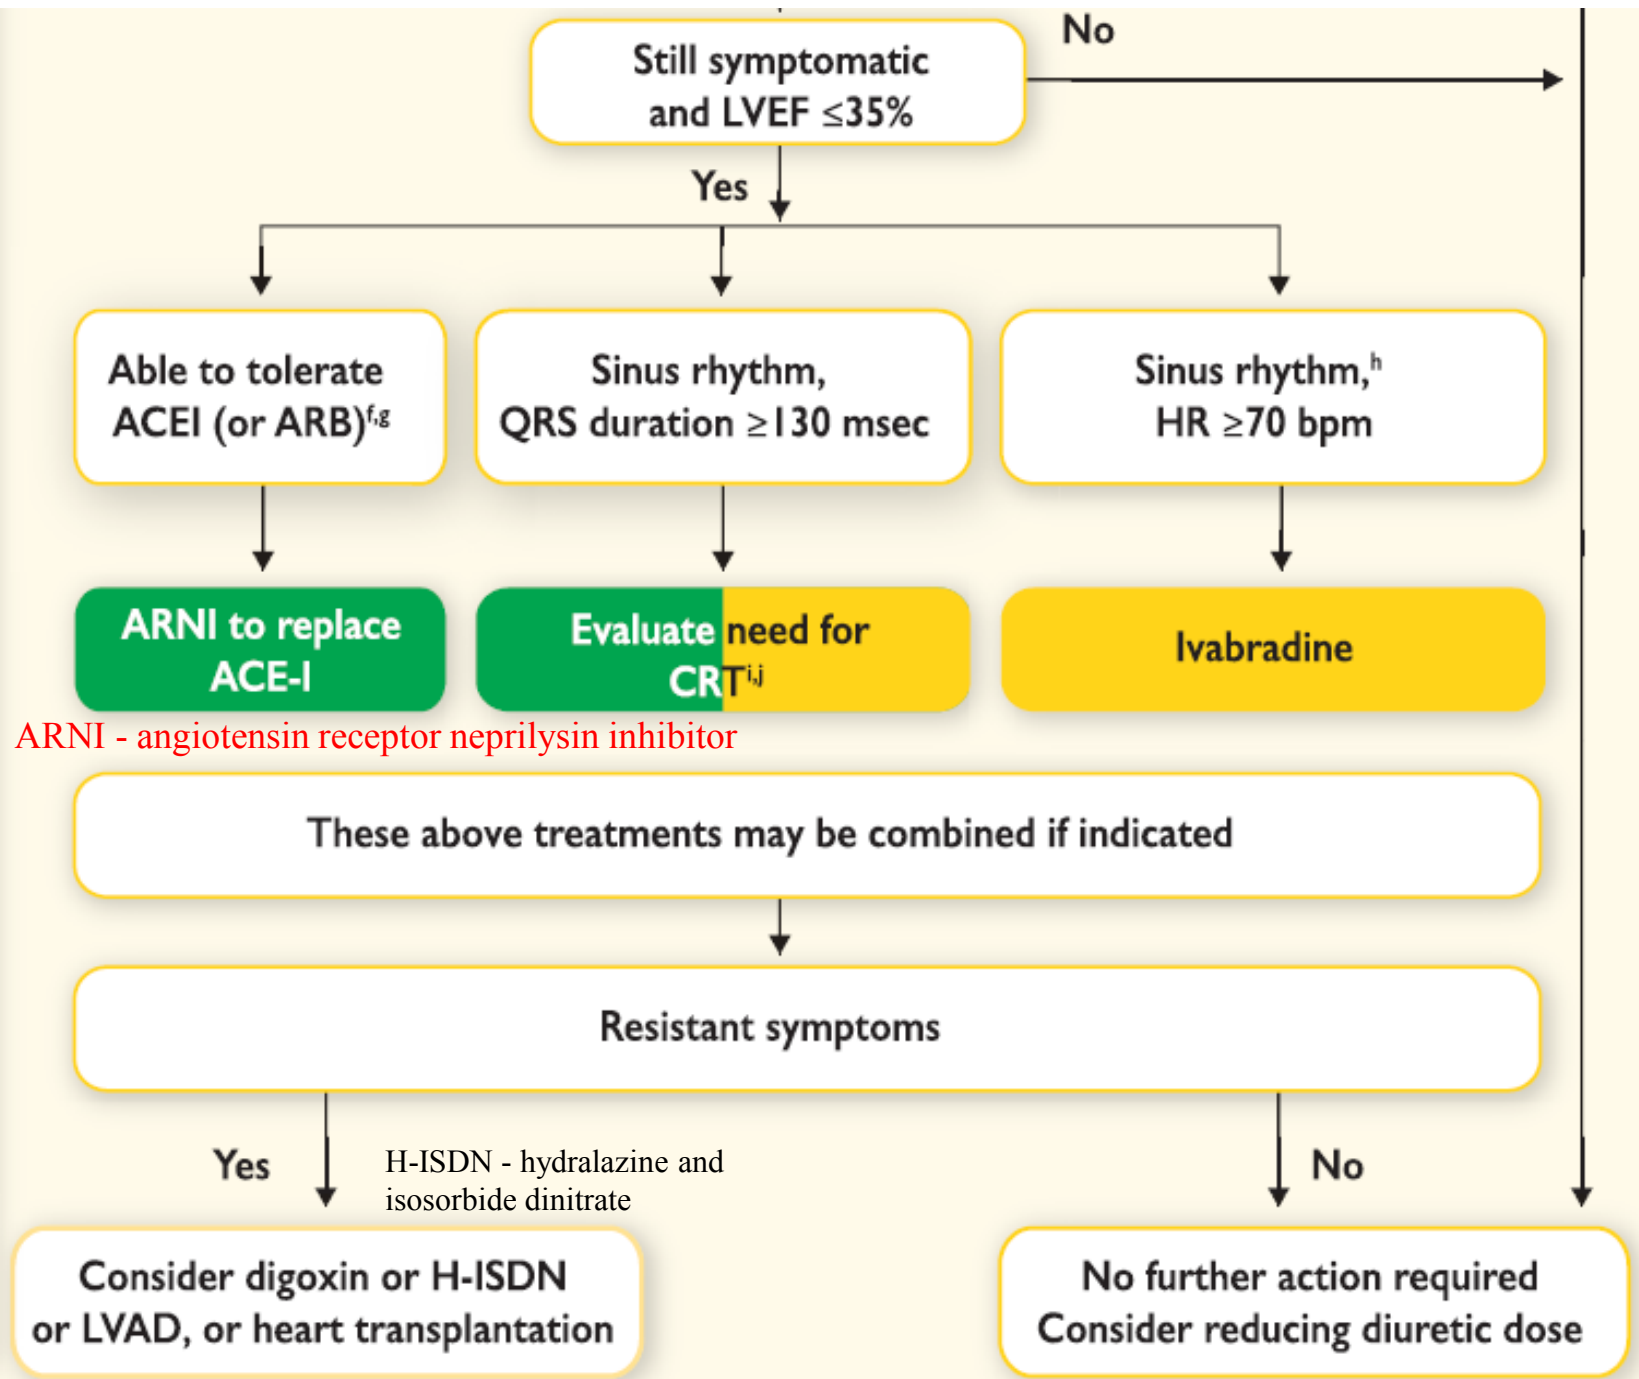 No
Still symptomatic
and LVEF ≤35%
Yes
Able to tolerate
ACEI (or ARB)f,g
Sinus rhythm,
QRS duration ≥130 msec
Sinus rhythm,h
HR ≥70 bpm
ARNI to replace
ACE-I
Evaluate need for
CRTi,j
Ivabradine
ARNI - angiotensin receptor neprilysin inhibitor
These above treatments may be combined if indicated
Resistant symptoms
Yes
H-ISDN - hydralazine and
isosorbide dinitrate
No
Consider digoxin or H-ISDN
or LVAD, or heart transplantation
No further action required
Consider reducing diuretic dose